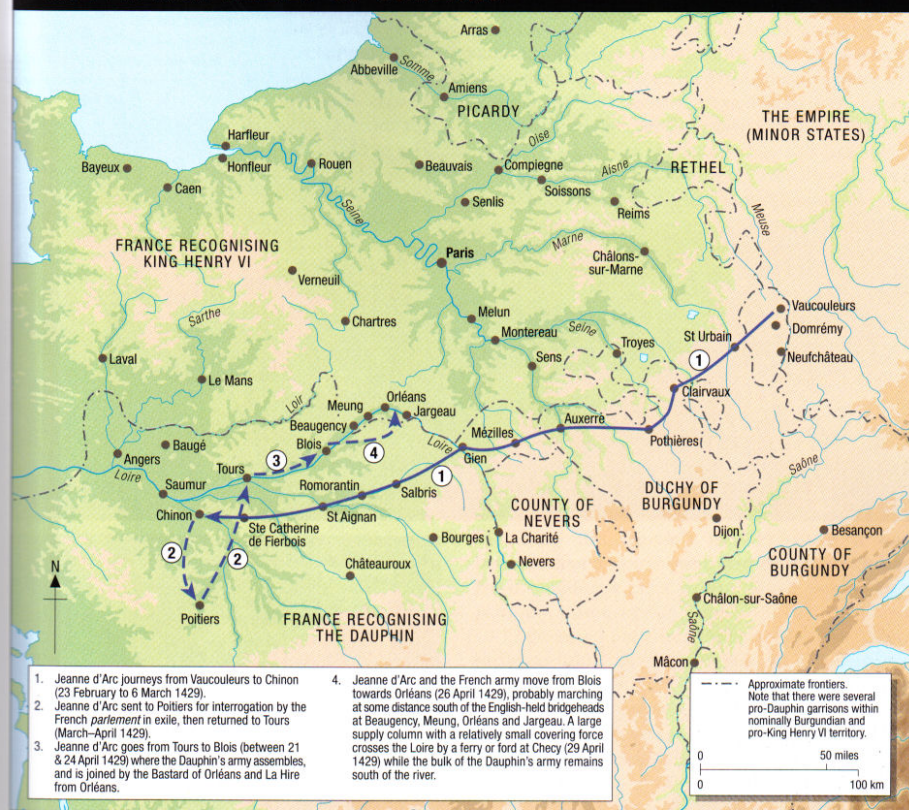 Arras
Abbeville
Somme
Amiens
PICARDY
THE EMPIRE
(MINOR STATES)
Oise
Harfleur
Honfleur
Rouen
Beauvais
Compiegne
Aisne
RETHEL
Bayeux
Caen
Soissons
Senlis
Reims
Seine
Meuse
FRANCE RECOGNISING
KING HENRY VI
Paris
Marne
Châlons-
sur-Marne
Verneuil
Sarthe
Chartres
Melun
Montereau
Seine
Troyes
St Urbain
Vaucouleurs
Domrémy
Neufchâteau
1
Sens
Laval
Le Mans
Loir
Orléans
Meung
Jargeau
Beaugency
Clairvaux
Baugé
Angers
Loire
Blois
4
3
Loire
Mézilles
Auxerre
Gien
Pothières
Tours
Saumur
Romorantin
Salbris
1
Saône
Chinon
Ste Catherine
de Fierbois
St Aignan
COUNTY OF
NEVERS
DUCHY OF
BURGUNDY
Dijon
Besançon
2
2
Bourges
La Charité
Nevers
COUNTY OF
BURGUNDY
N
Châteauroux
Châlon-sur-Saône
Poitiers
FRANCE RECOGNISING
THE DAUPHIN
Saône
Mâcon
1. Jeanne d'Arc journeys from Vaucouleurs to Chinon
(23 February to 6 March 1429).
2. Jeanne d'Arc sent to Poitiers for interrogation by the
French parlement in exile, then returned to Tours
(March–April 1429).
3. Jeanne d'Arc goes from Tours to Blois (between 21
& 24 April 1429) where the Dauphin's army assembles,
and is joined by the Bastard of Orléans and La Hire
from Orléans.
4. Jeanne d'Arc and the French army move from Blois
towards Orléans (26 April 1429), probably marching
at some distance south of the English-held bridgeheads
at Beaugency, Meung, Orléans and Jargeau. A large
supply column with a relatively small covering force
crosses the Loire by a ferry or ford at Checy (29 April
1429) while the bulk of the Dauphin's army remains
south of the river.
Approximate frontiers.
Note that there were several
pro-Dauphin garrisons within
nominally Burgundian and
pro-King Henry VI territory.
0 50 miles
0 100 km